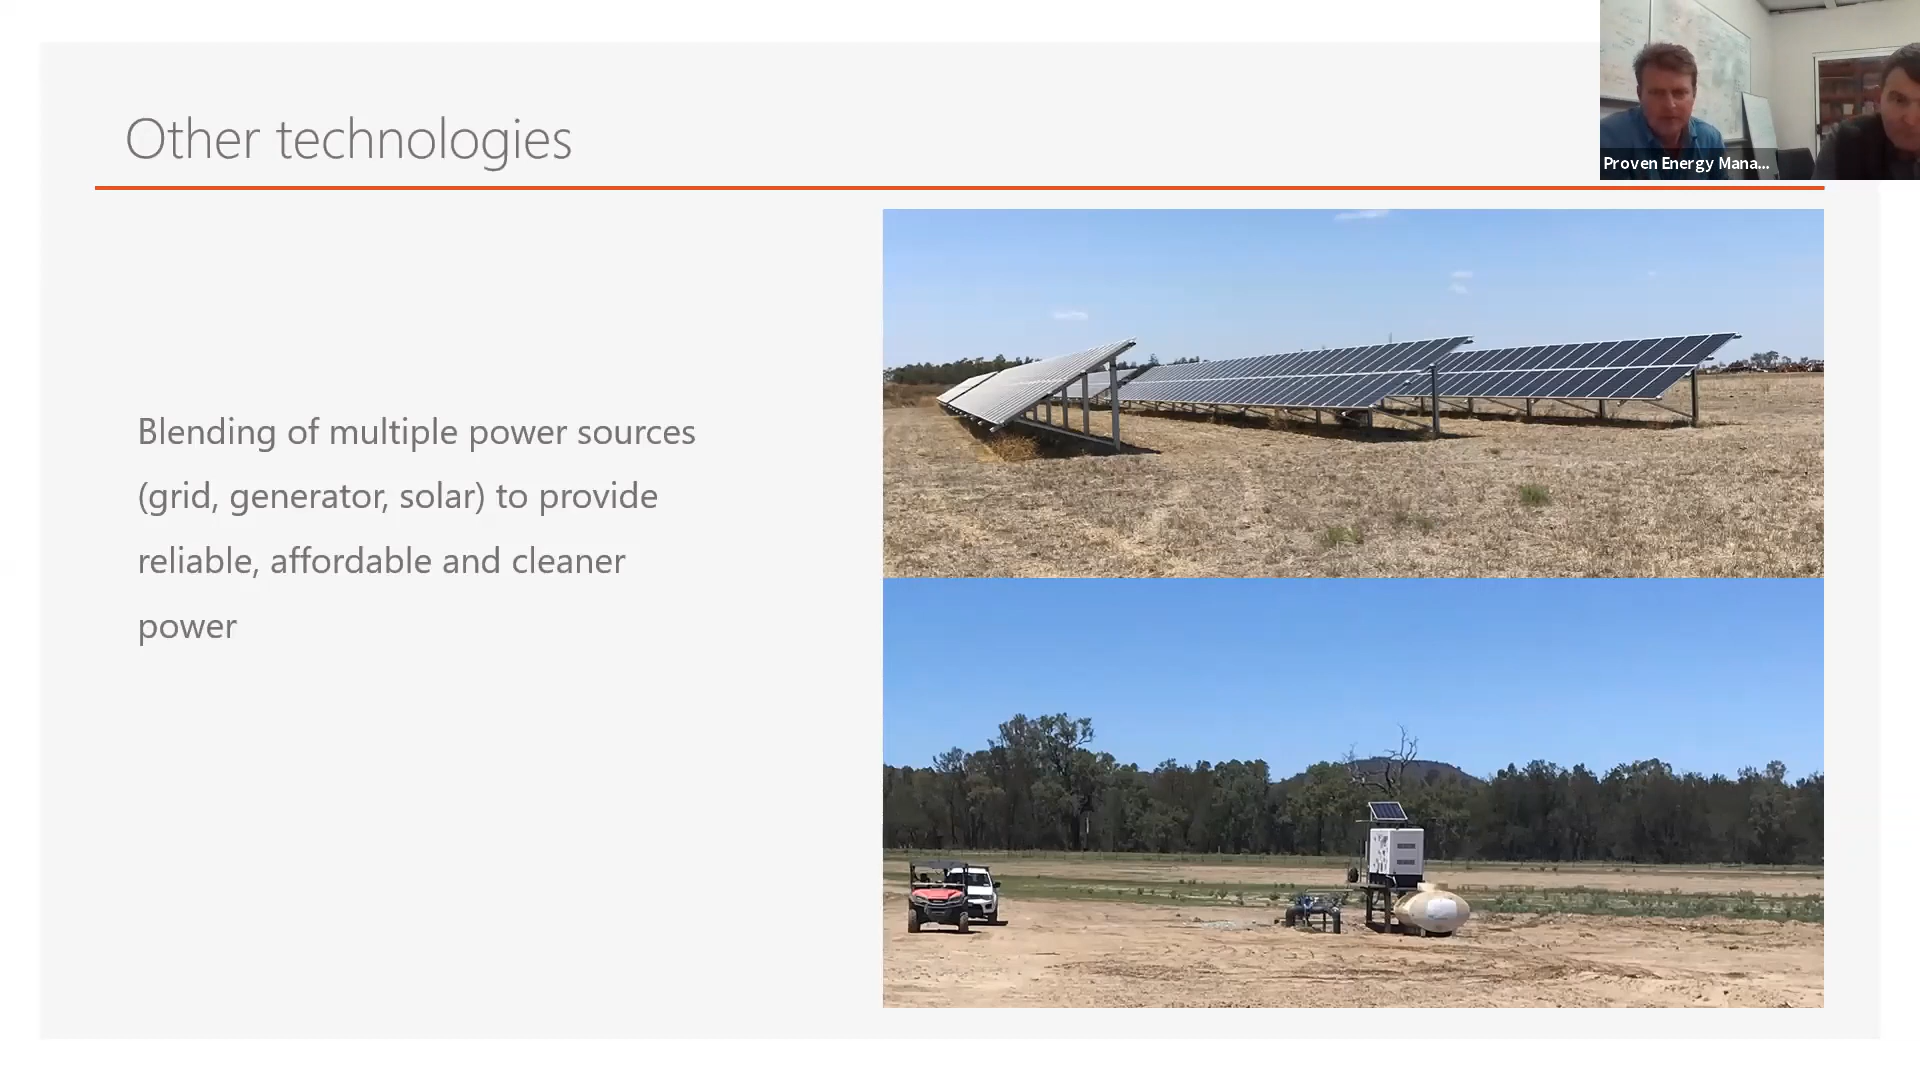 Other technologies
Proven Energy Mana...
Blending of multiple power sources
(grid, generator, solar) to provide
reliable, affordable and cleaner
power